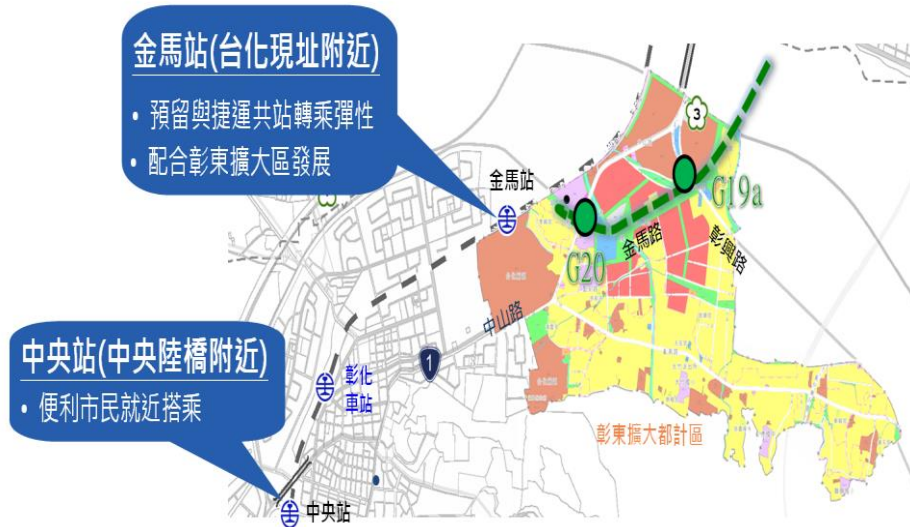 金馬站(台化現址附近)
• 預留與捷運共站轉乘彈性
• 配合彰東擴大區發展
金馬站
3
G19a
G20
金馬路
彰興路
中山路
1
中央站(中央陸橋附近)
• 便利市民就近搭乘
彰化
車站
彰東擴大都計區
中央站